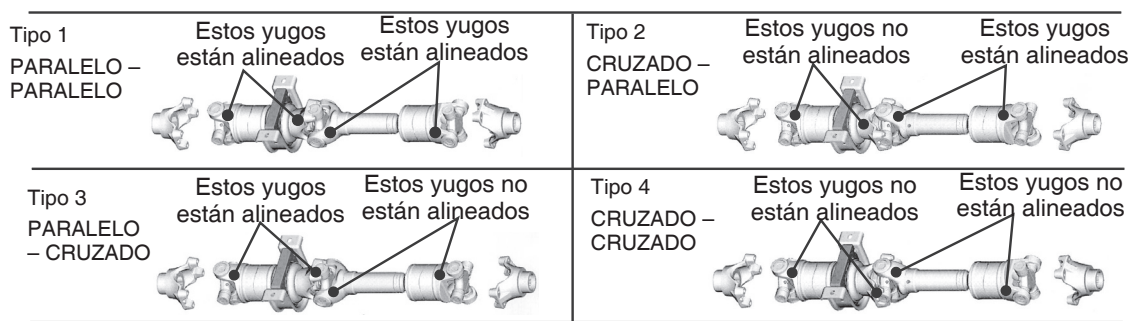 Tipo 1
PARALELO –
PARALELO
Estos yugos
están alineados
Estos yugos
están alineados
Tipo 2
CRUZADO –
PARALELO
Estos yugos no
están alineados
Estos yugos
están alineados
Tipo 3
PARALELO
– CRUZADO
Estos yugos
están alineados
Estos yugos no
están alineados
Tipo 4
CRUZADO –
CRUZADO
Estos yugos no
están alineados
Estos yugos no
están alineados